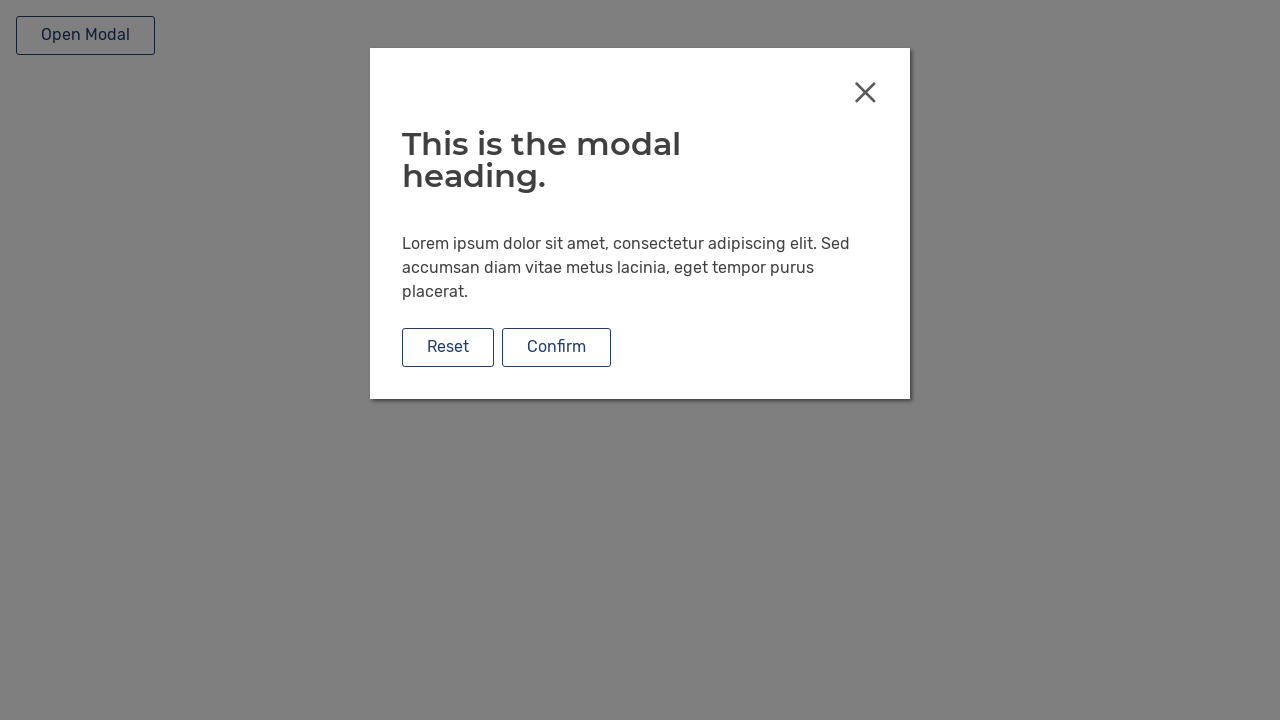 Open Modal
This is the modal
heading.
Lorem ipsum dolor sit amet, consectetur adipiscing elit. Sed
accumsan diam vitae metus lacinia, eget tempor purus
placerat.
Reset Confirm